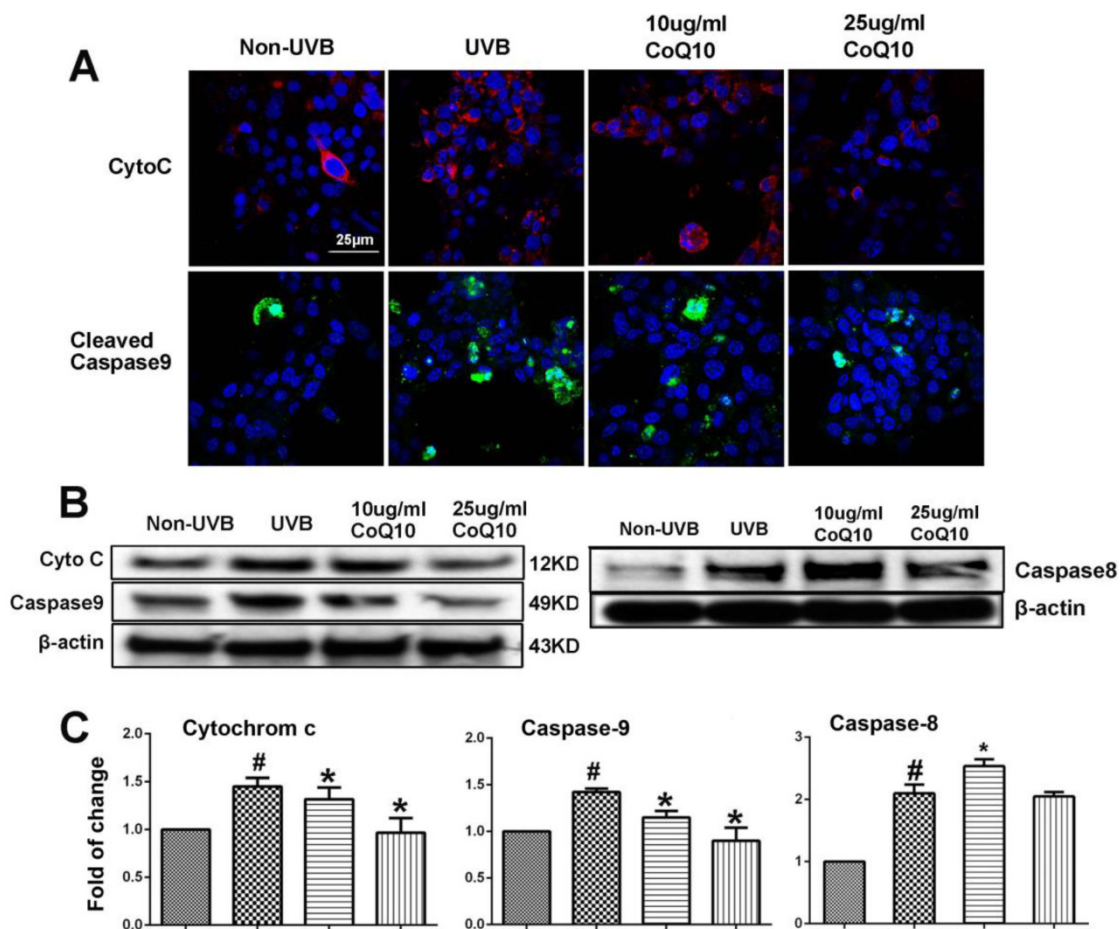 A
Non-UVB
UVB
10ug/ml
CoQ10
25ug/ml
CoQ10
CytoC
25μm
Cleaved
Caspase9
B
Non-UVB
UVB
10ug/ml
CoQ10
25ug/ml
CoQ10
Cyto C
12KD
Caspase9
49KD
β-actin
43KD
Non-UVB
UVB
10ug/ml
CoQ10
25ug/ml
CoQ10
Caspase8
β-actin
C
Fold of change
Cytochrom c
2.0
1.5
1.0
0.5
0.0
#
*
*
Caspase-9
2.0
1.5
1.0
0.5
0.0
#
*
*
Caspase-8
3
2
1
0
#
*